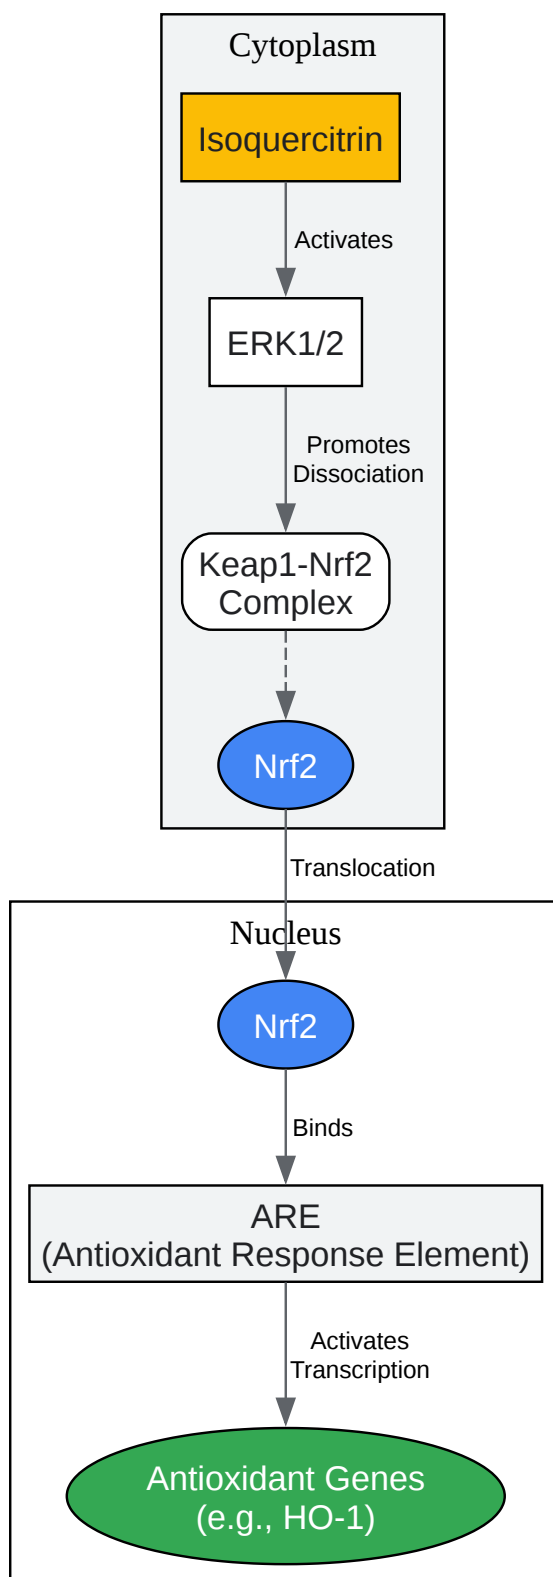 Cytoplasm
Isoquercitrin
Activates
ERK1/2
Promotes
Dissociation
Keap1-Nrf2
Complex
Nrf2
Translocation
Nucleus
Nrf2
Binds
ARE
(Antioxidant Response Element)
Activates
Transcription
Antioxidant Genes
(e.g., HO-1)